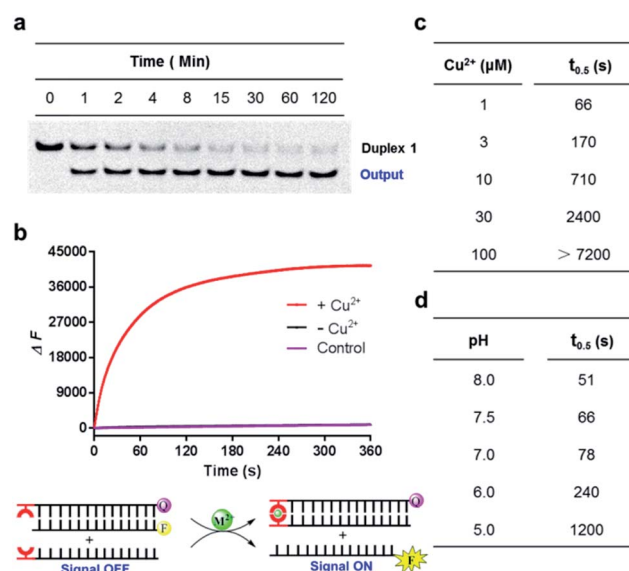 a
Time ( Min)
0 1 2 4 8 15 30 60 120
Duplex 1
Output
b
45000
36000
27000
18000
9000
0
ΔF
+ Cu²⁺
- Cu²⁺
Control
0 60 120 180 240 300 360
Time (s)
Q
F
+
Signal OFF
M²⁺
Q
+
F
Signal ON
c
Cu²⁺ (μM) t₀.₅ (s)
1 66
3 170
10 710
30 2400
100 > 7200
d
pH t₀.₅ (s)
8.0 51
7.5 66
7.0 78
6.0 240
5.0 1200